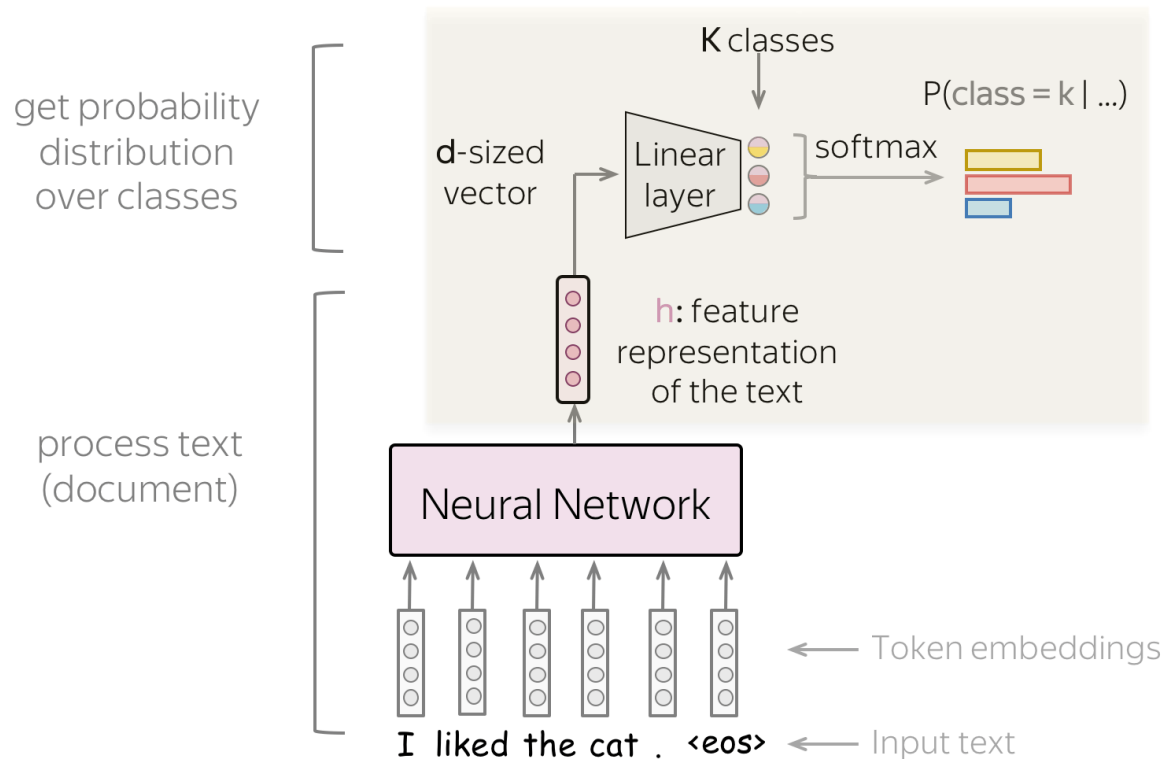 K classes
P(class = k | ...)
get probability
distribution
over classes
d-sized
vector
Linear
layer
softmax
h: feature
representation
of the text
process text
(document)
Neural Network
Token embeddings
I liked the cat . <eos>
Input text